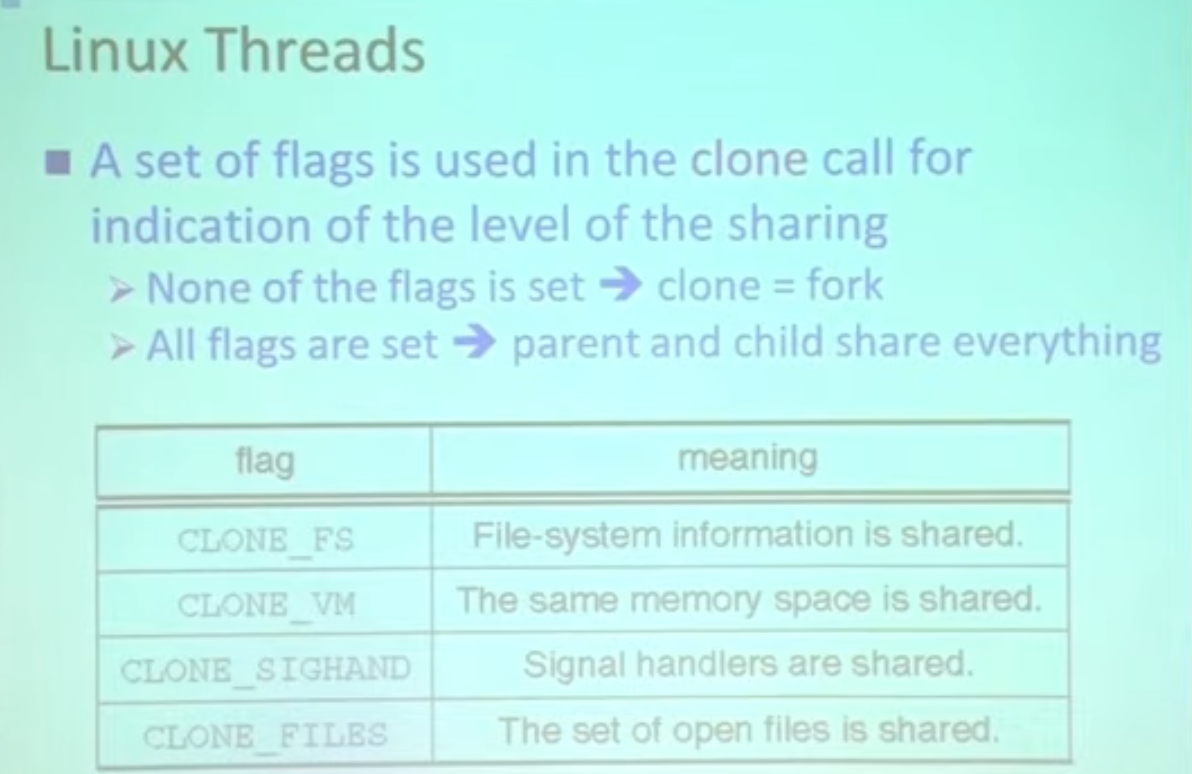 Linux Threads
■ A set of flags is used in the clone call for
indication of the level of the sharing
➢ None of the flags is set ➔ clone = fork
➢ All flags are set ➔ parent and child share everything
flag meaning
CLONE_FS File-system information is shared.
CLONE_VM The same memory space is shared.
CLONE_SIGHAND Signal handlers are shared.
CLONE_FILES The set of open files is shared.